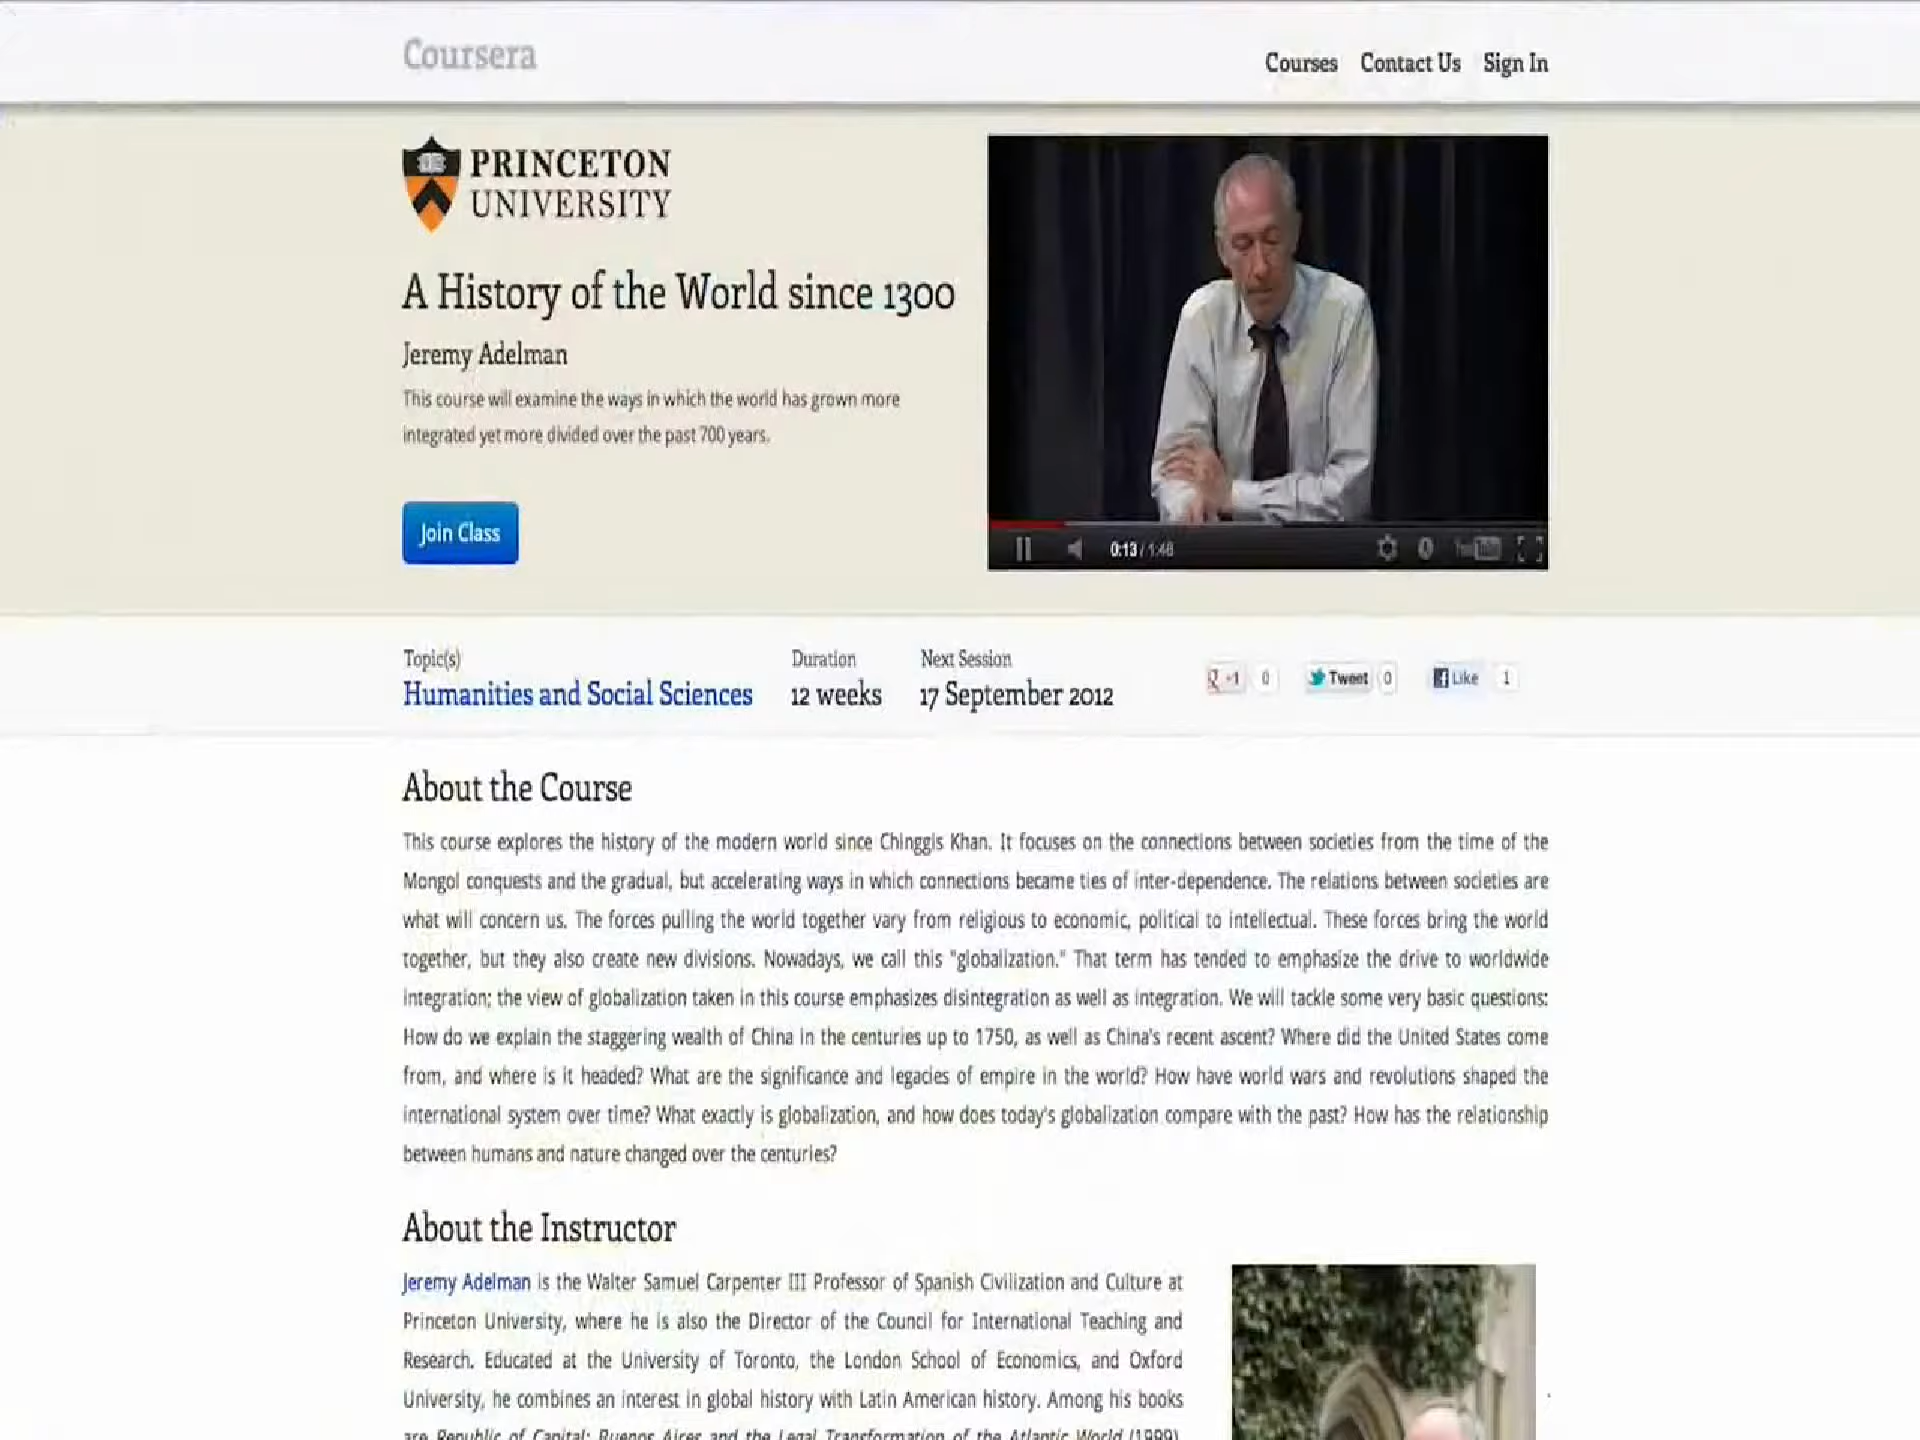 Coursera
Courses Contact Us Sign In
PRINCETON
UNIVERSITY
A History of the World since 1300
Jeremy Adelman
This course will examine the ways in which the world has grown more
integrated yet more divided over the past 700 years.
Join Class
0:13 / 1:46
YouTube
Topic(s) Duration Next Session
Humanities and Social Sciences 12 weeks 17 September 2012
+1 0 Tweet 0 Like 1
About the Course
This course explores the history of the modern world since Chinggis Khan. It focuses on the connections between societies from the time of the
Mongol conquests and the gradual, but accelerating ways in which connections became ties of inter-dependence. The relations between societies are
what will concern us. The forces pulling the world together vary from religious to economic, political to intellectual. These forces bring the world
together, but they also create new divisions. Nowadays, we call this "globalization." That term has tended to emphasize the drive to worldwide
integration; the view of globalization taken in this course emphasizes disintegration as well as integration. We will tackle some very basic questions:
How do we explain the staggering wealth of China in the centuries up to 1750, as well as China's recent ascent? Where did the United States come
from, and where is it headed? What are the significance and legacies of empire in the world? How have world wars and revolutions shaped the
international system over time? What exactly is globalization, and how does today's globalization compare with the past? How has the relationship
between humans and nature changed over the centuries?
About the Instructor
Jeremy Adelman is the Walter Samuel Carpenter III Professor of Spanish Civilization and Culture at
Princeton University, where he is also the Director of the Council for International Teaching and
Research. Educated at the University of Toronto, the London School of Economics, and Oxford
University, he combines an interest in global history with Latin American history. Among his books
are Republic of Capital: Buenos Aires and the Legal Transformation of the Atlantic World (1999),